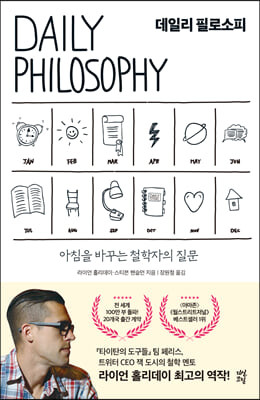 데일리 필로소피
DAILY
PHILOSOPHY
JAN FEB MAR APR MAY JUN
JUL AUG SEP OCT NOV DEC
아침을 바꾸는 철학자의 질문
라이언 홀리데이·스티븐 핸슬먼 지음 | 장원철 옮김
전 세계
100만 부 돌파!
20개국 출간 계약
《아마존》
《월스트리트저널》
베스트셀러 1위
『타이탄의 도구들』 팀 페리스,
트위터 CEO 잭 도시의 철학 멘토
라이언 홀리데이 최고의 역작!
다산초당